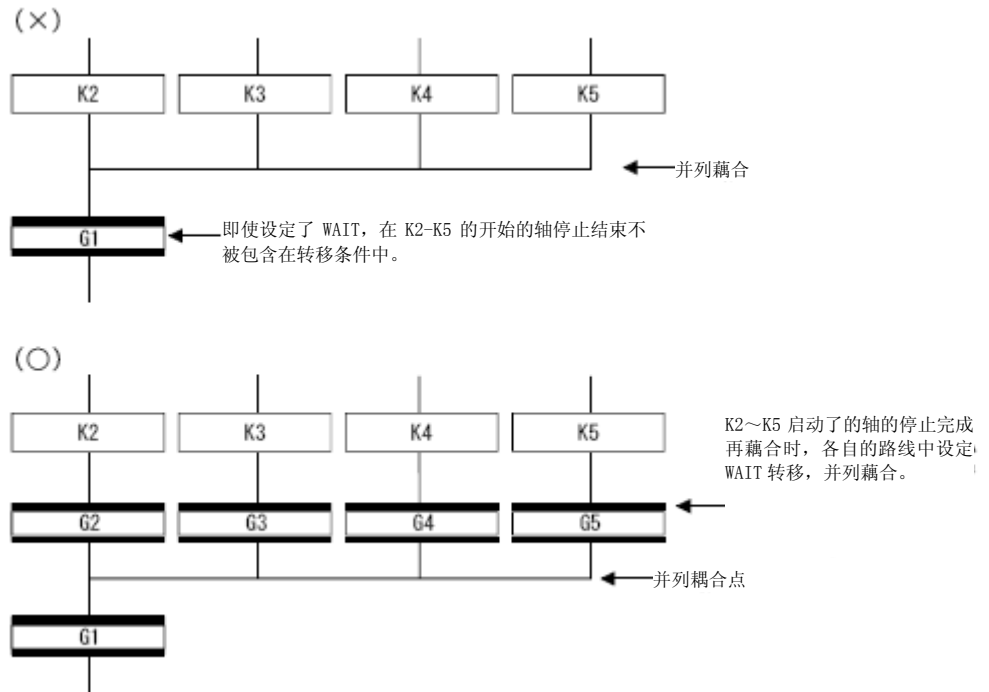 (×)
K2 K3 K4 K5
并列藕合
G1
即使设定了 WAIT，在 K2-K5 的开始的轴停止结束不
被包含在转移条件中。
(○)
K2 K3 K4 K5
K2～K5 启动了的轴的停止完成
再藕合时，各自的路线中设定
WAIT 转移，并列藕合。
G2 G3 G4 G5
并列耦合点
G1